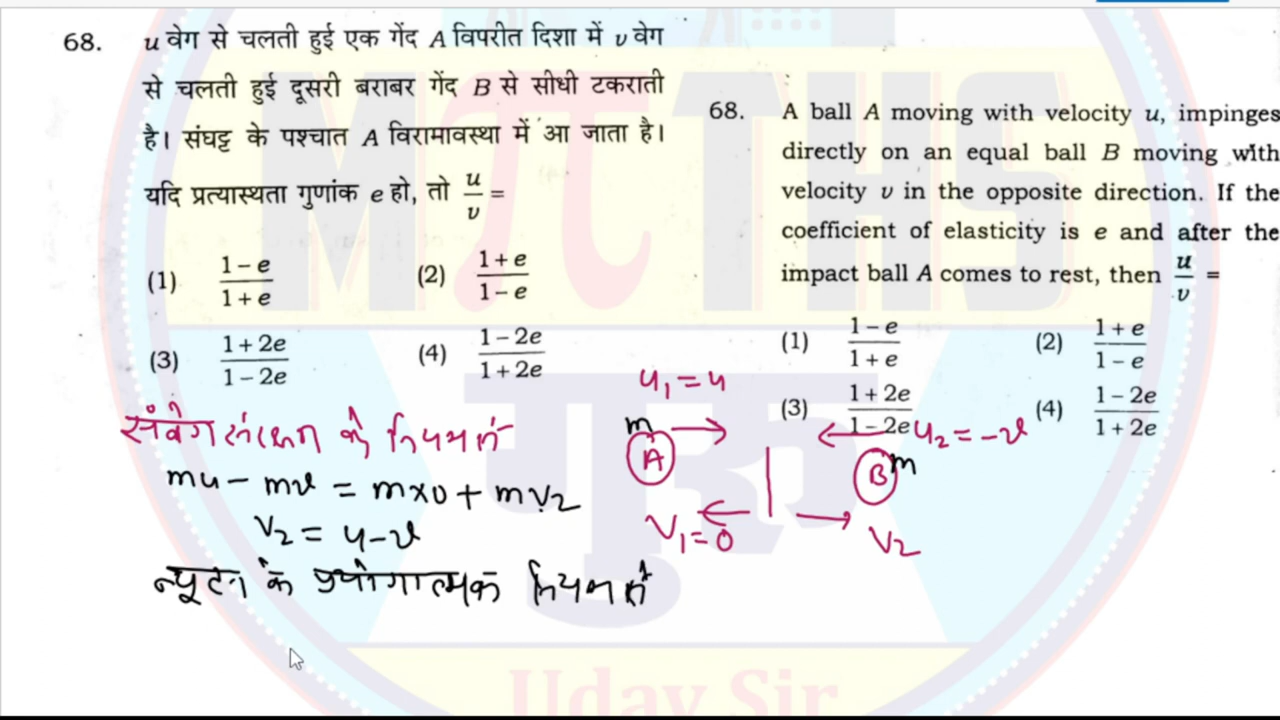 68. u वेग से चलती हुई एक गेंद A विपरीत दिशा में v वेग
से चलती हुई दूसरी बराबर गेंद B से सीधी टकराती
है। संघट्ट के पश्चात A विरामावस्था में आ जाता है।
यदि प्रत्यास्थता गुणांक e हो, तो u/v =
(1) 1-e/1+e (2) 1+e/1-e
(3) 1+2e/1-2e (4) 1-2e/1+2e
68. A ball A moving with velocity u, impinges
directly on an equal ball B moving with
velocity v in the opposite direction. If the
coefficient of elasticity is e and after the
impact ball A comes to rest, then u/v =
(1) 1-e/1+e (2) 1+e/1-e
(3) 1+2e/1-2e (4) 1-2e/1+2e
संवेग संरक्षण के नियम से
mu - mv = m×0 + mv₂
v₂ = u-v
न्यूटन के प्रयोगात्मक नियम से
u₁ = u
m
A
u₂ = -v
B m
V₁ = 0
V₂
MπTHS
गुरु
Uday Sir